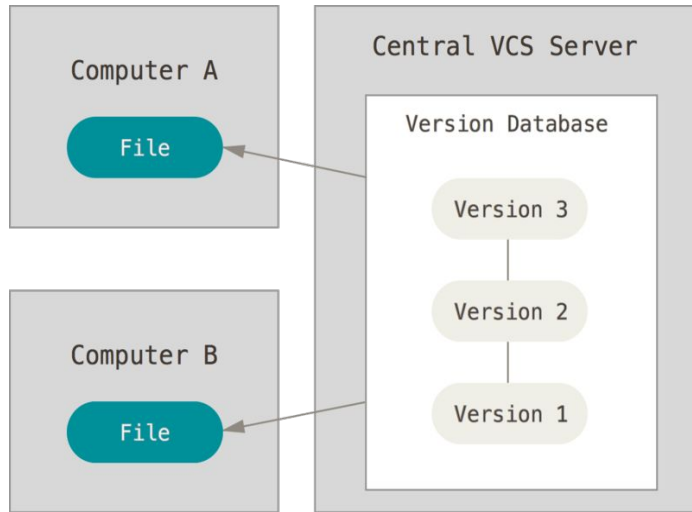 Computer A
File
Computer B
File
Central VCS Server
Version Database
Version 3
Version 2
Version 1